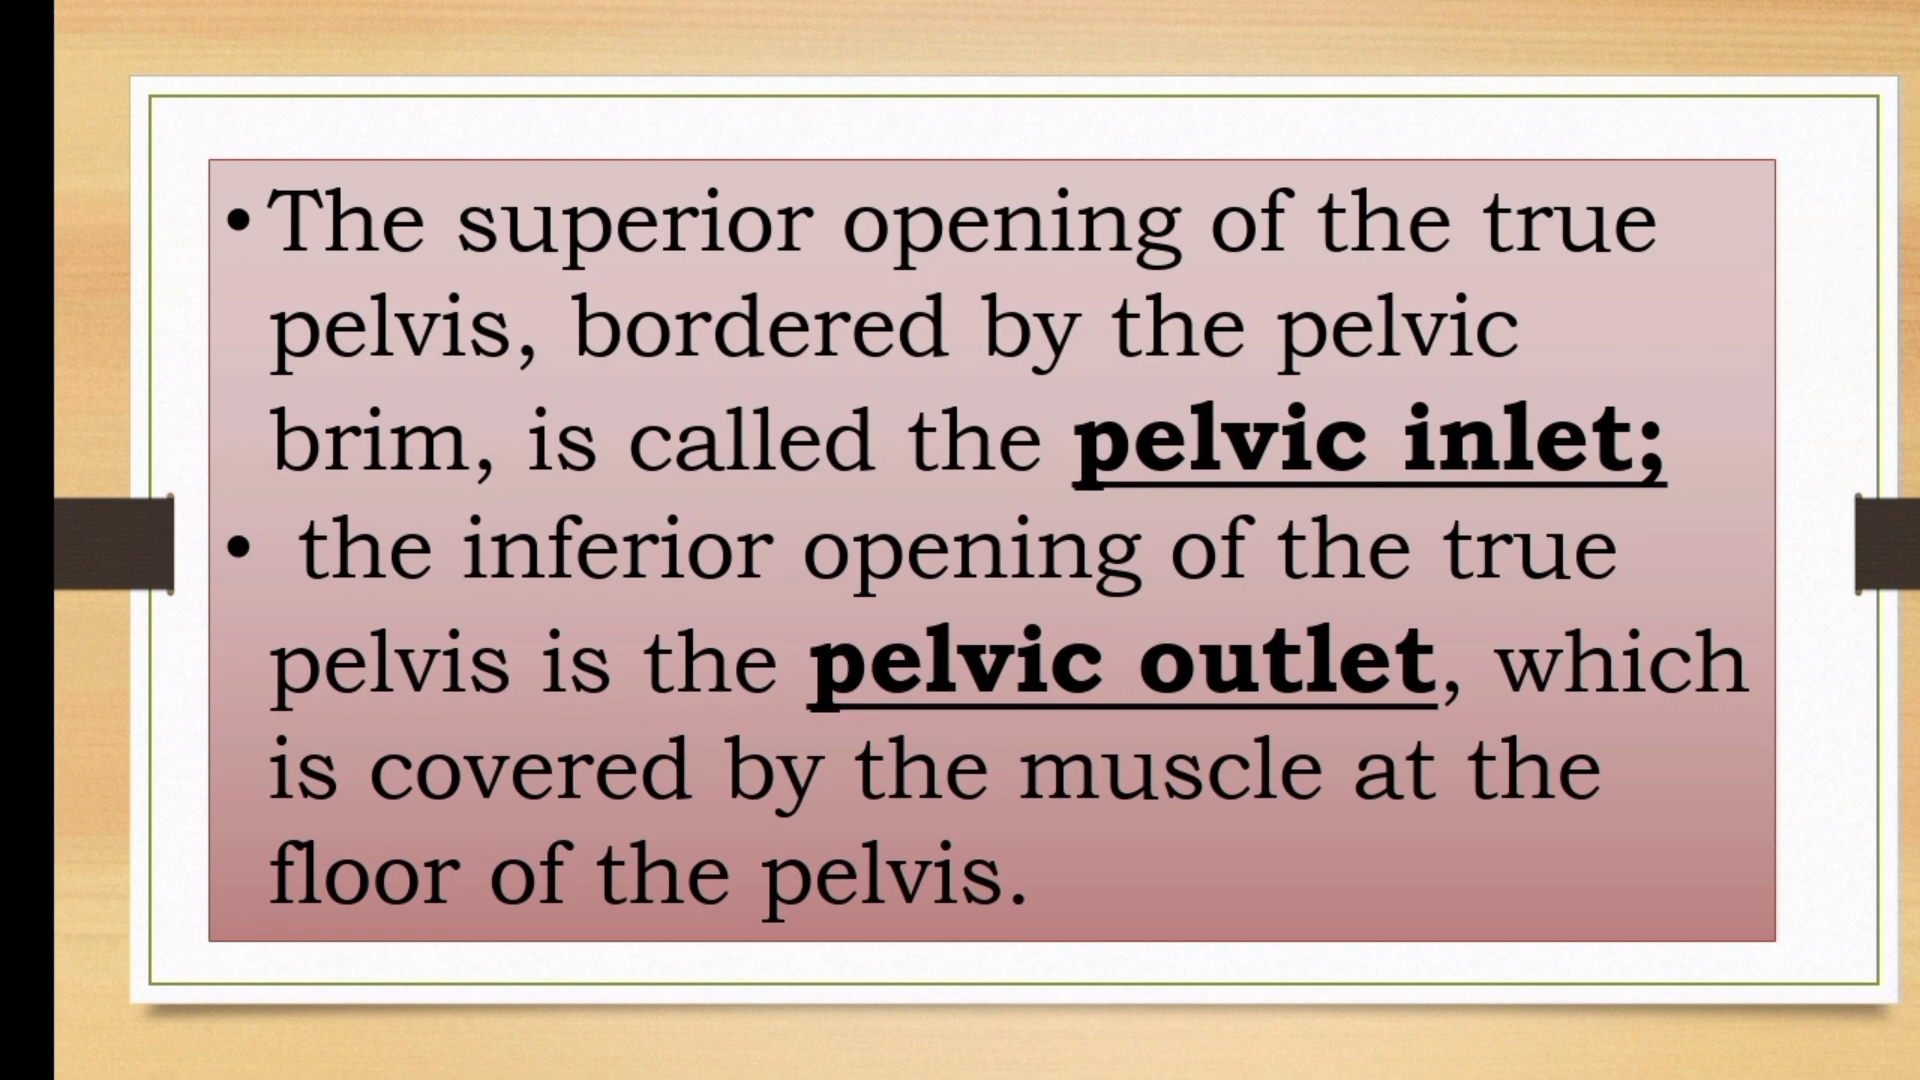 • The superior opening of the true
pelvis, bordered by the pelvic
brim, is called the pelvic inlet;
• the inferior opening of the true
pelvis is the pelvic outlet, which
is covered by the muscle at the
floor of the pelvis.